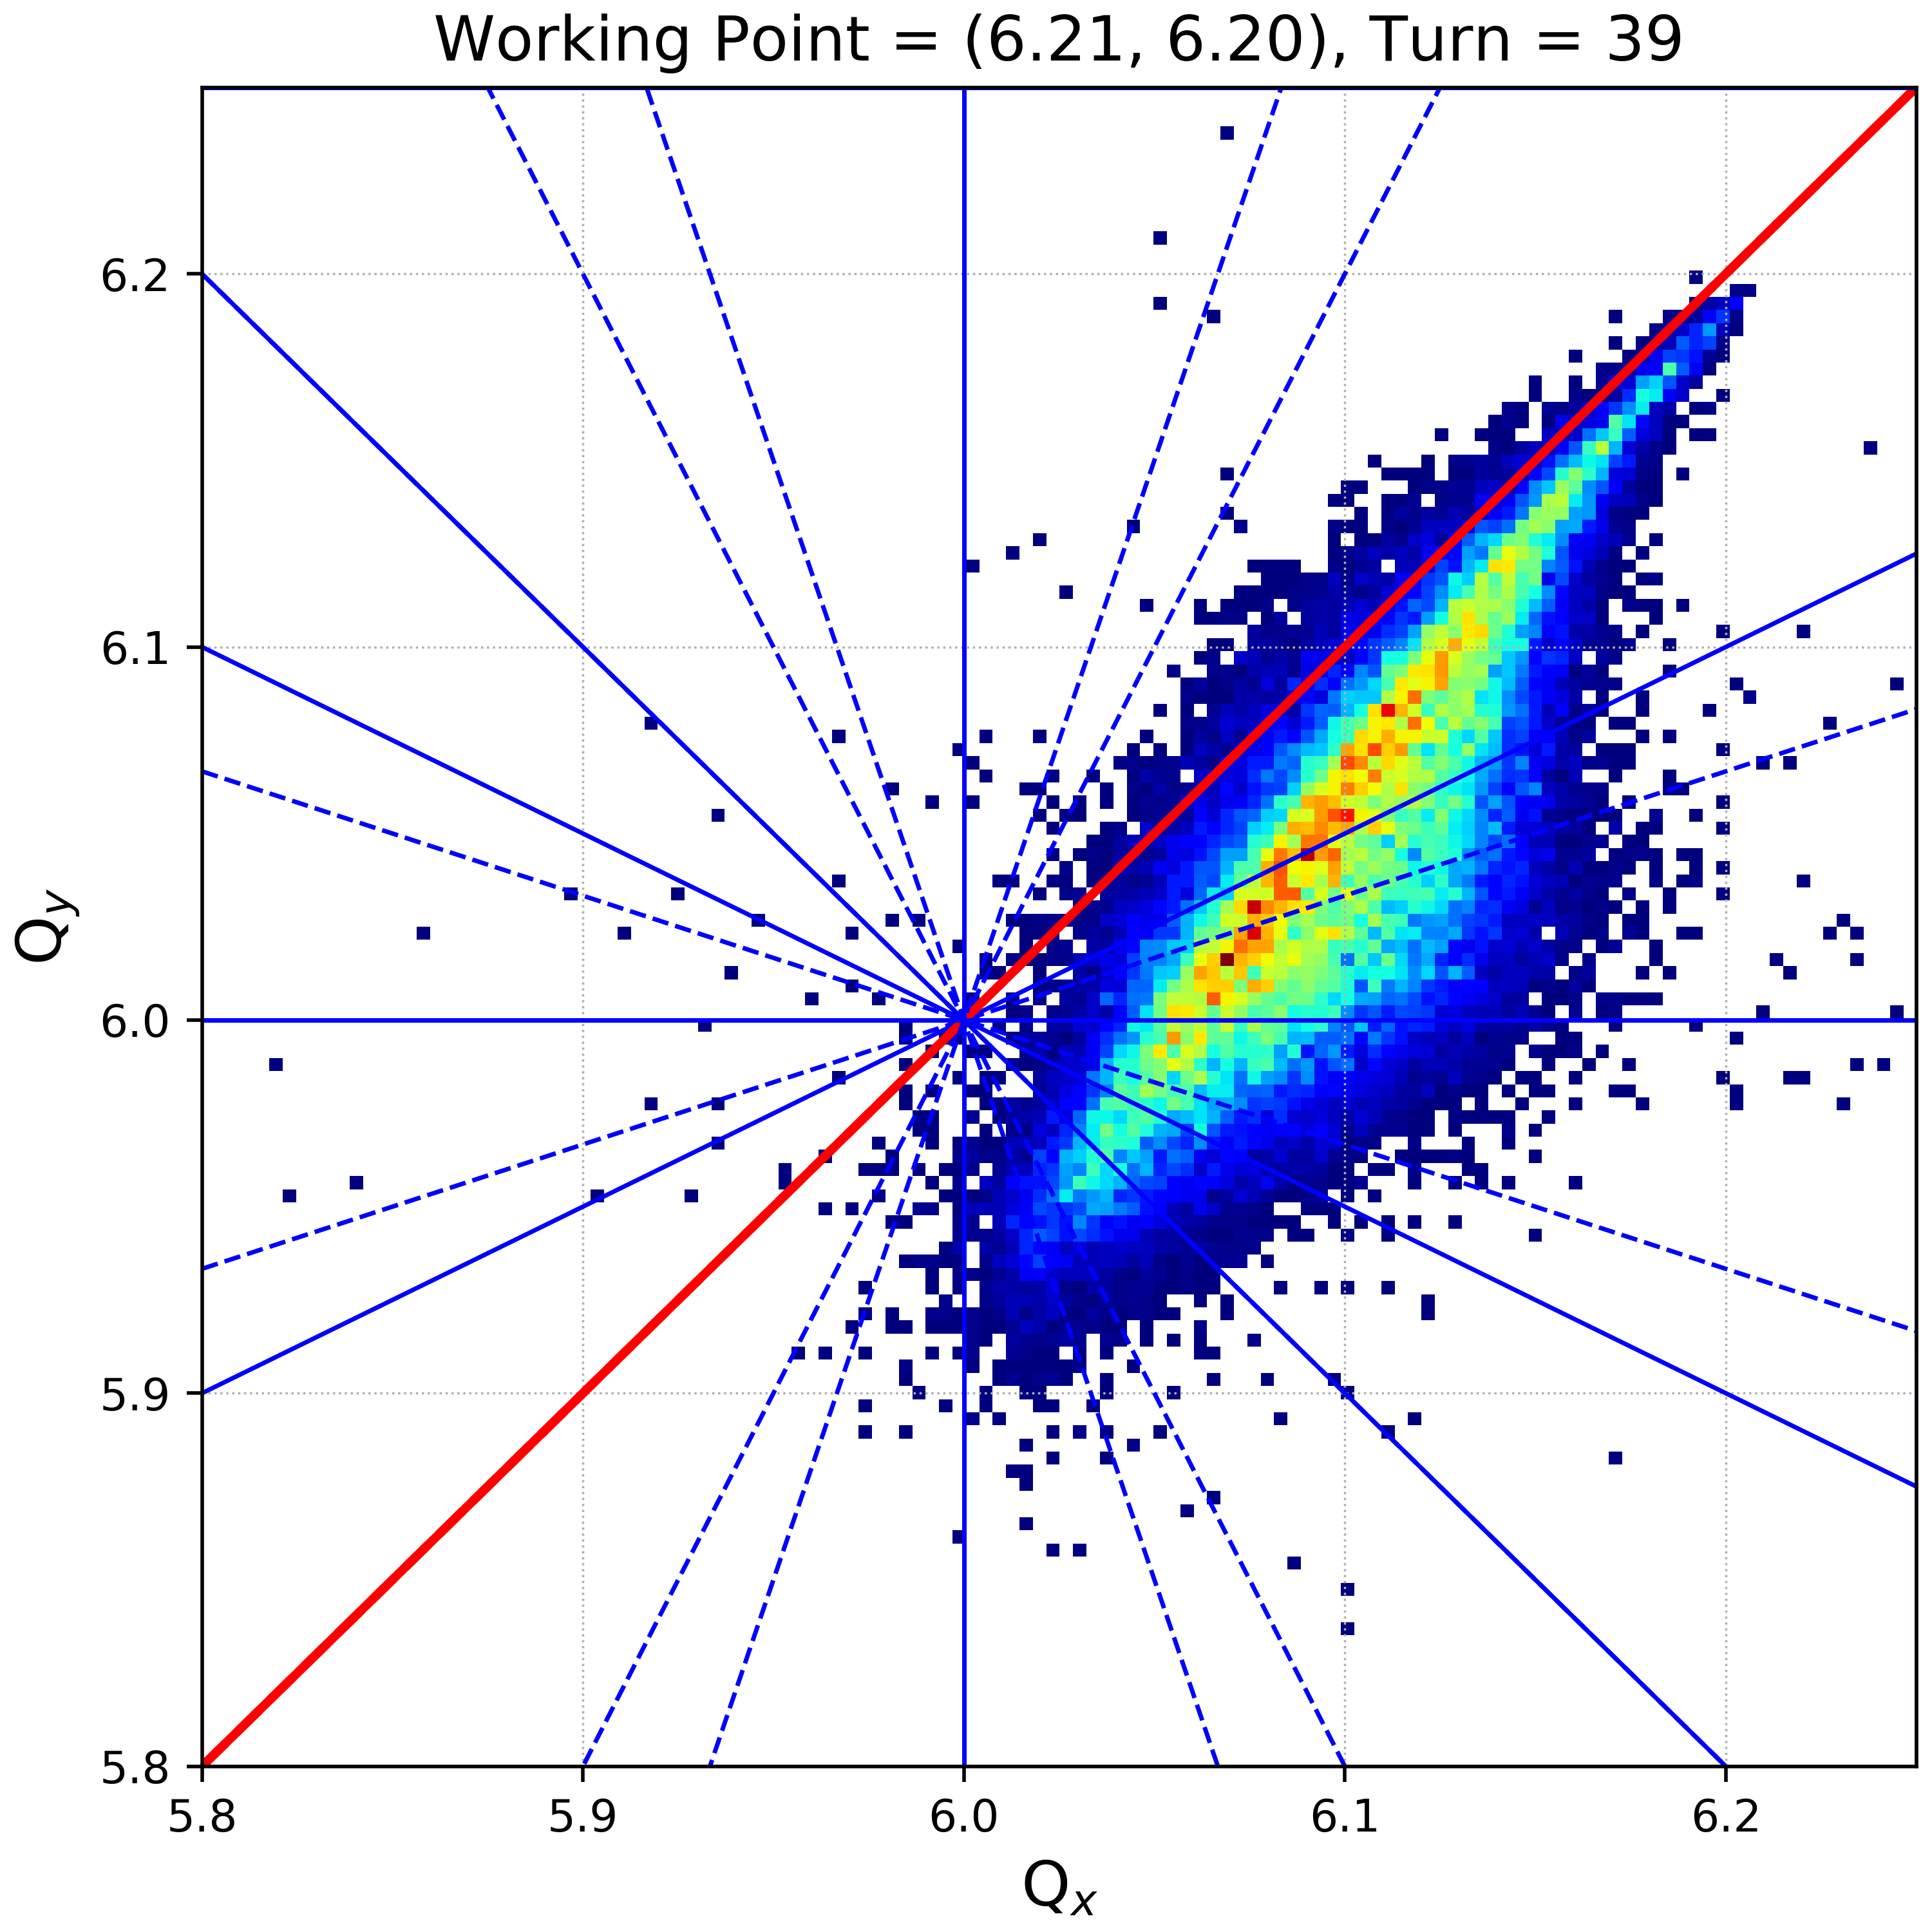 Working Point = (6.21, 6.20), Turn = 39
6.2
6.1
6.0
5.9
5.8
Qy
5.8 5.9 6.0 6.1 6.2
Qx